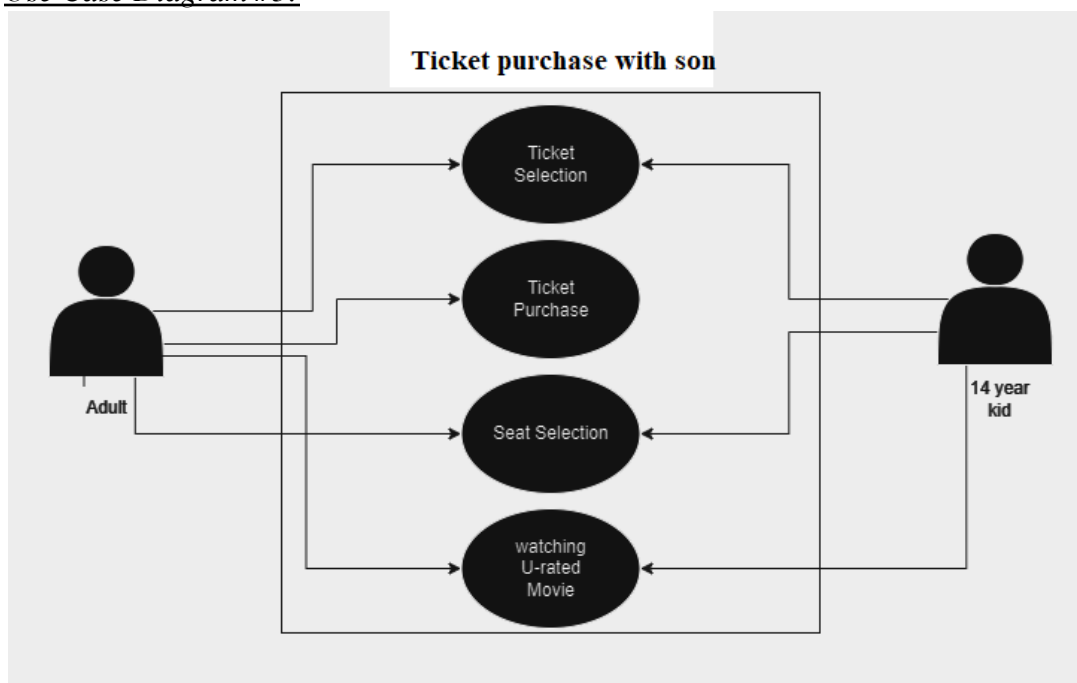 Use Case Diagram#3:
Ticket purchase with son
Ticket
Selection
Ticket
Purchase
Adult
14 year
kid
Seat Selection
watching
U-rated
Movie